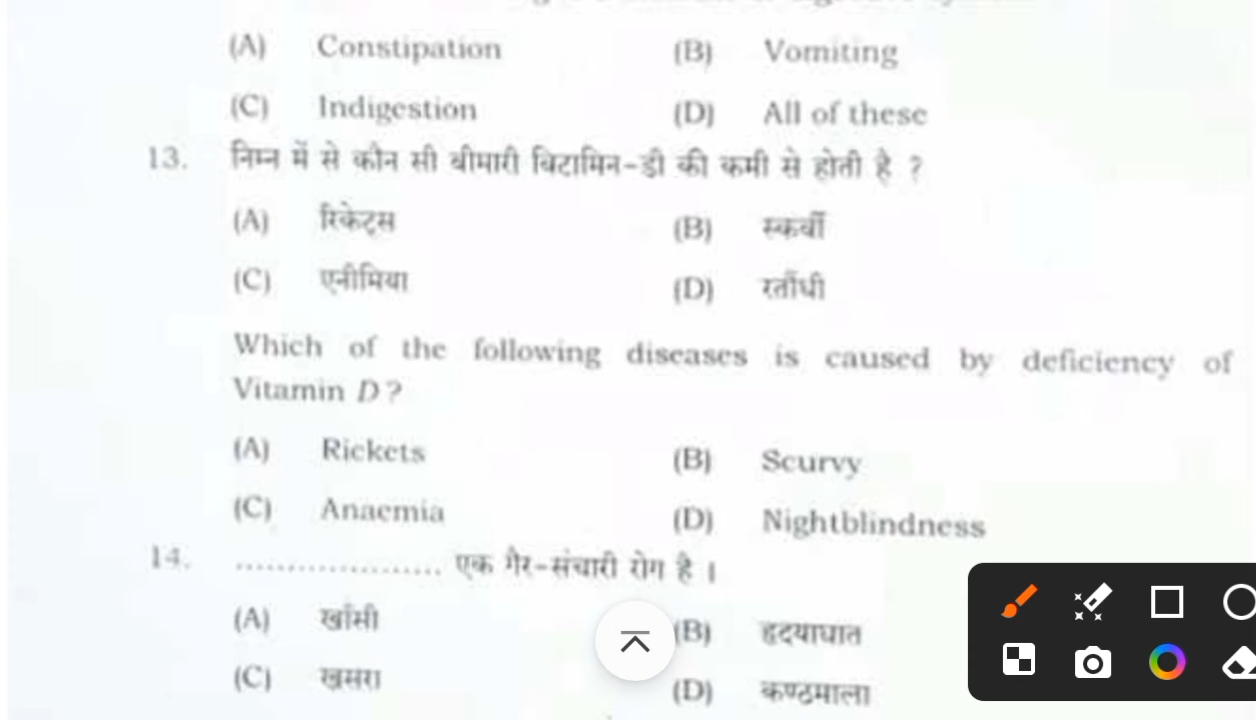 (A) Constipation (B) Vomiting
(C) Indigestion (D) All of these
13. निम्न में से कौन सी बीमारी विटामिन-डी की कमी से होती है ?
(A) रिकेट्स (B) स्कर्वी
(C) एनीमिया (D) रतौंधी
Which of the following diseases is caused by deficiency of
Vitamin D?
(A) Rickets (B) Scurvy
(C) Anaemia (D) Nightblindness
14. .................... एक गैर-संचारी रोग है ।
(A) खाँसी (B) हृदयाघात
(C) खसरा (D) कण्ठमाला